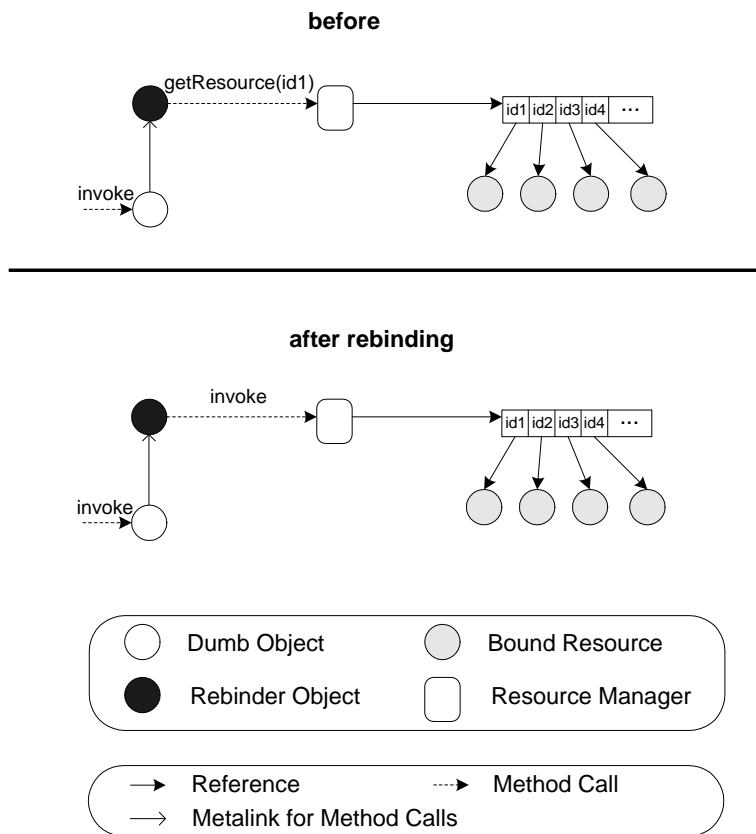 before
getResource(id1)
id1 id2 id3 id4 ...
invoke
after rebinding
invoke
id1 id2 id3 id4 ...
invoke
Dumb Object
Bound Resource
Rebinder Object
Resource Manager
Reference
Method Call
Metalink for Method Calls